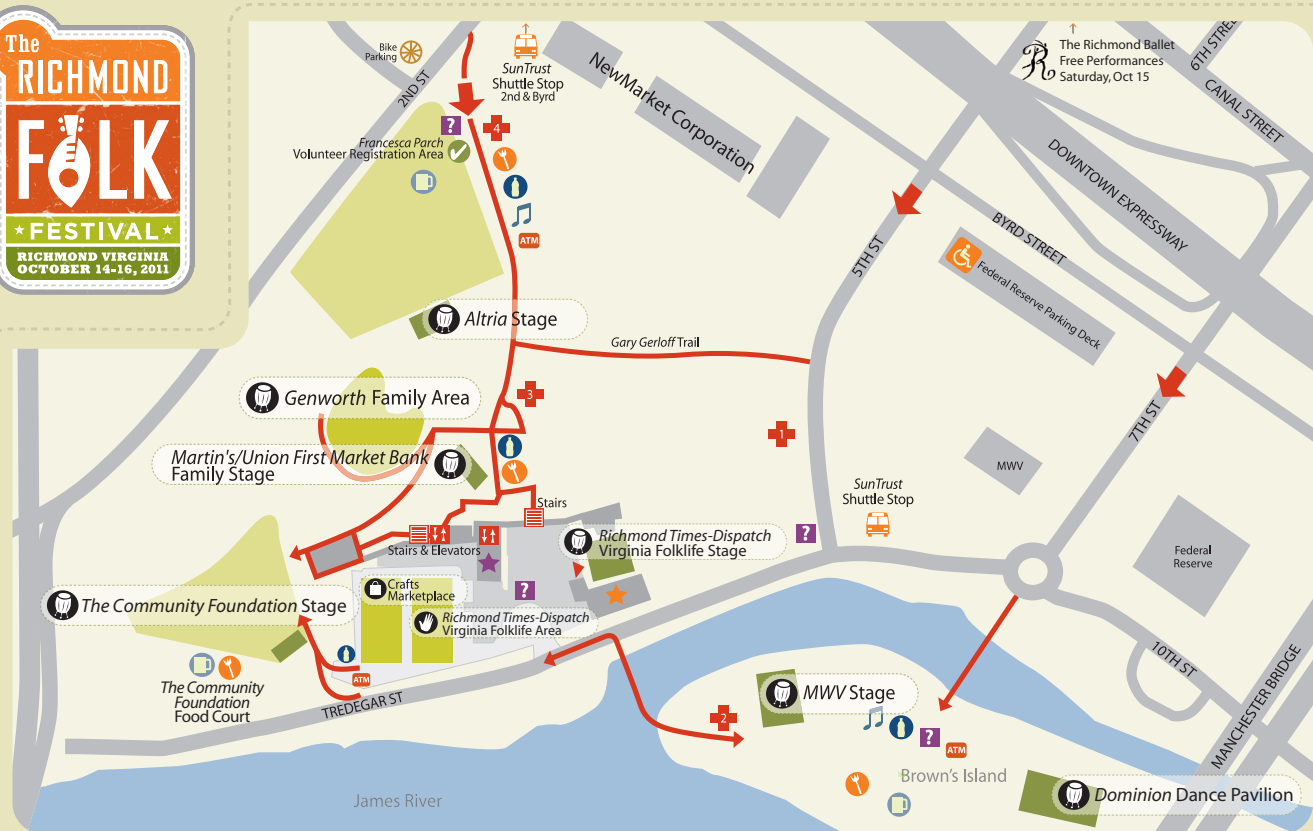 The
RICHMOND
FOLK
FESTIVAL
RICHMOND VIRGINIA
OCTOBER 14-16, 2011
Bike
Parking
2ND ST
SunTrust
Shuttle Stop
2nd & Byrd
NewMarket Corporation
R
The Richmond Ballet
Free Performances
Saturday, Oct 15
6TH STREE
CANAL STREET
DOWNTOWN EXPRESSWAY
BYRD STREET
5TH ST
Federal Reserve Parking Deck
?
4
Francesca Parch
Volunteer Registration Area
ATM
Altria Stage
Gary Gerloff Trail
Genworth Family Area
3
1
7TH ST
Martin's/Union First Market Bank
Family Stage
MWV
SunTrust
Shuttle Stop
Stairs
Stairs & Elevators
Richmond Times-Dispatch
Virginia Folklife Stage
?
Federal
Reserve
Crafts
Marketplace
?
The Community Foundation Stage
Richmond Times-Dispatch
Virginia Folklife Area
ATM
The Community
Foundation
Food Court
TREDEGAR ST
10TH ST
MANCHESTER BRIDGE
MWV Stage
2
?
ATM
Brown's Island
James River
Dominion Dance Pavilion